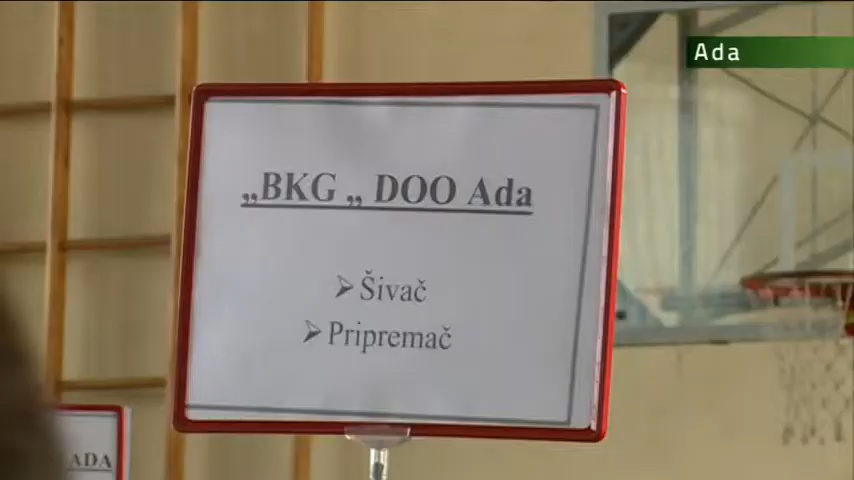 Ada
„BKG „ DOO Ada
➢ Šivač
➢ Pripremač
ADA